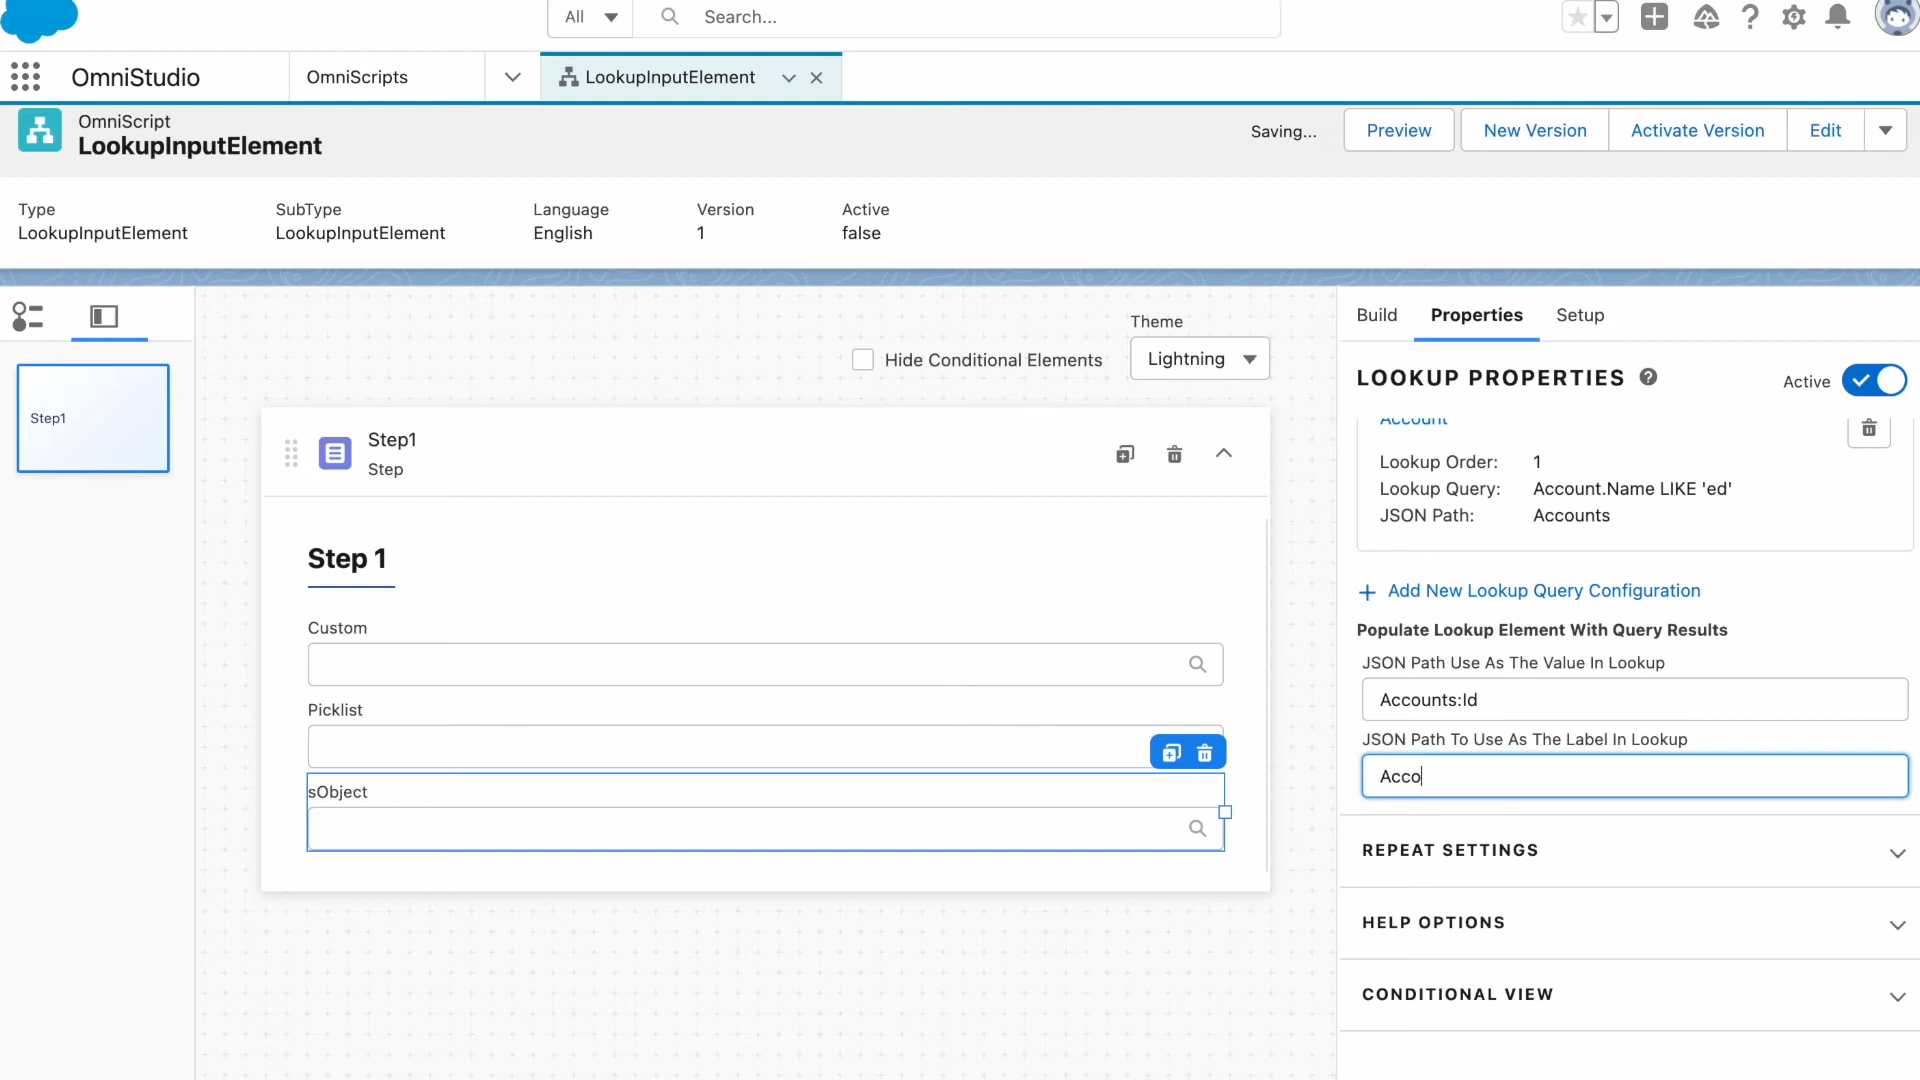 All
Search...
OmniStudio
OmniScripts
LookupInputElement
OmniScript
LookupInputElement
Saving...
Preview
New Version
Activate Version
Edit
Type
LookupInputElement
SubType
LookupInputElement
Language
English
Version
1
Active
false
Step1
Hide Conditional Elements
Theme
Lightning
Step1
Step
Step 1
Custom
Picklist
sObject
Build
Properties
Setup
LOOKUP PROPERTIES
Active
Account
Lookup Order: 1
Lookup Query: Account.Name LIKE 'ed'
JSON Path: Accounts
Add New Lookup Query Configuration
Populate Lookup Element With Query Results
JSON Path Use As The Value In Lookup
Accounts:Id
JSON Path To Use As The Label In Lookup
Acco
REPEAT SETTINGS
HELP OPTIONS
CONDITIONAL VIEW